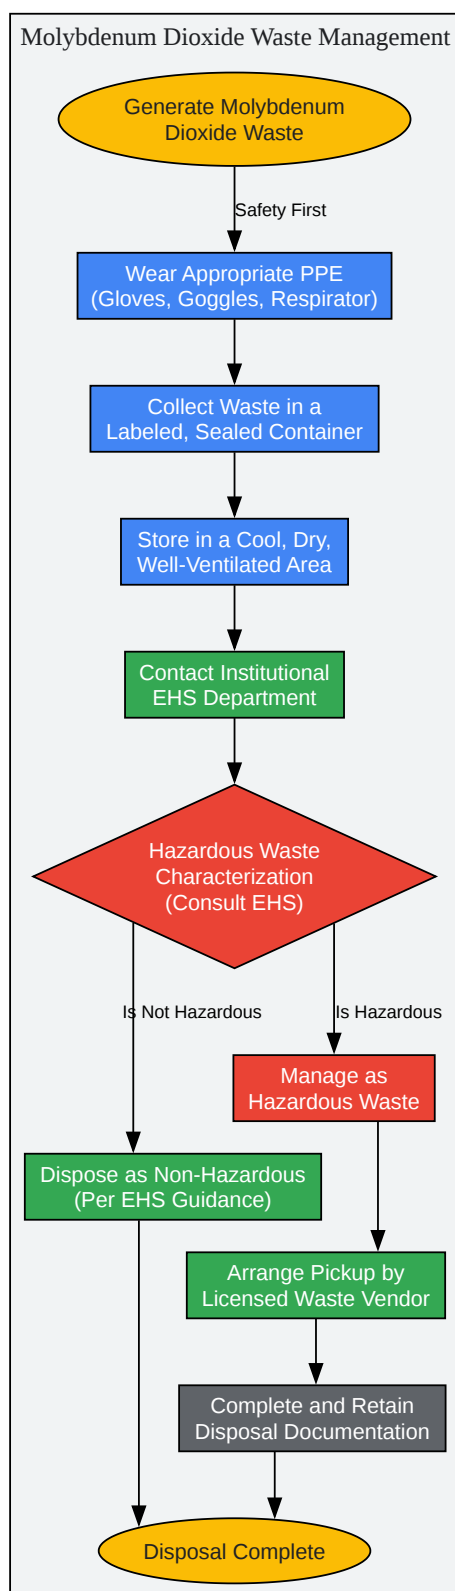 Molybdenum Dioxide Waste Management
Generate Molybdenum
Dioxide Waste
Safety First
Wear Appropriate PPE
(Gloves, Goggles, Respirator)
Collect Waste in a
Labeled, Sealed Container
Store in a Cool, Dry,
Well-Ventilated Area
Contact Institutional
EHS Department
Hazardous Waste
Characterization
(Consult EHS)
Is Not Hazardous
Is Hazardous
Manage as
Hazardous Waste
Dispose as Non-Hazardous
(Per EHS Guidance)
Arrange Pickup by
Licensed Waste Vendor
Complete and Retain
Disposal Documentation
Disposal Complete